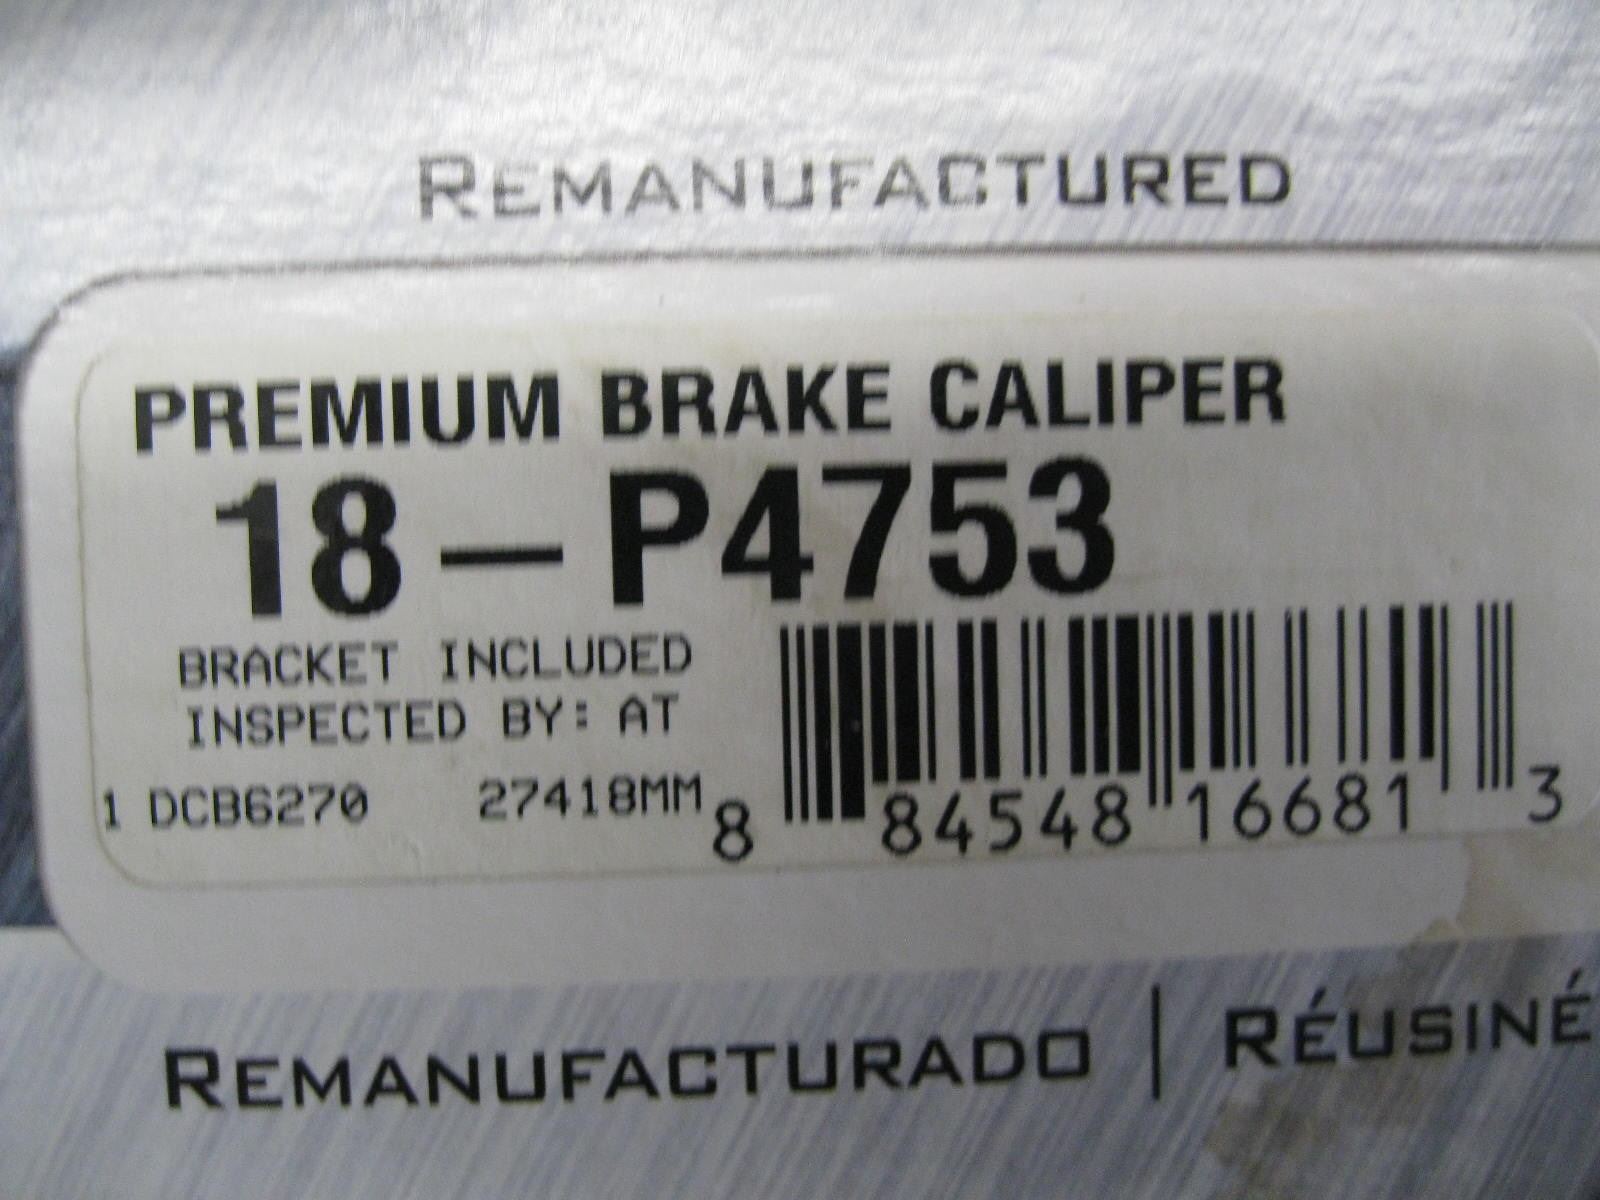 REMANUFACTURED
PREMIUM BRAKE CALIPER
18-P4753
BRACKET INCLUDED
INSPECTED BY: AT
1 DCB6270 27418MM
8 84548 16681 3
REMANUFACTURADO | RÉUSINÉ